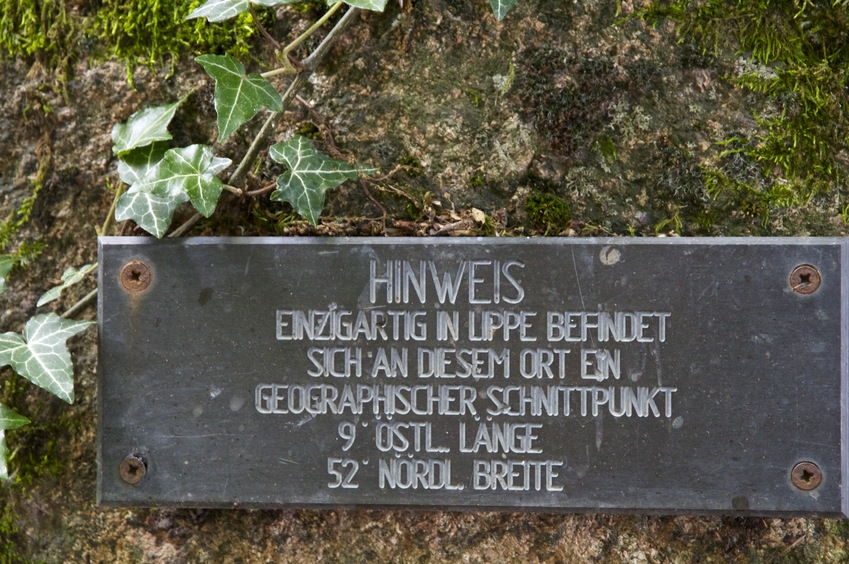 HINWEIS
EINZIGARTIG IN LIPPE BEFINDET
SICH AN DIESEM ORT EIN
GEOGRAPHISCHER SCHNITTPUNKT
9° ÖSTL. LÄNGE
52° NÖRDL. BREITE